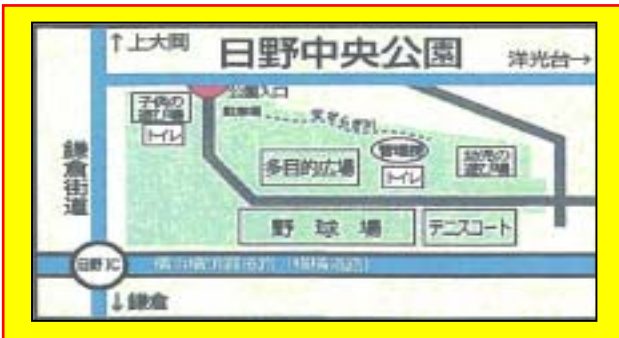 ↑上大岡
日野中央公園
洋光台→
公園入口
子供の
遊び場
駐車場
トイレ
管理棟
幼児の
遊び場
多目的広場
トイレ
鎌倉街道
野球場
テニスコート
日野IC
↓鎌倉